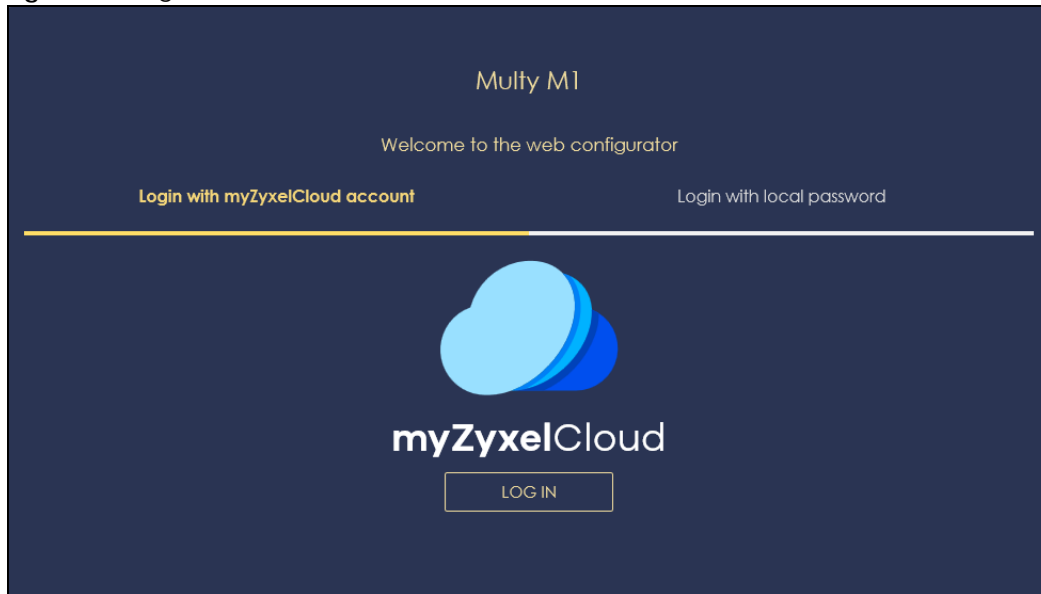 Multy M1
Welcome to the web configurator
Login with myZyxelCloud account
Login with local password
myZyxelCloud
LOG IN